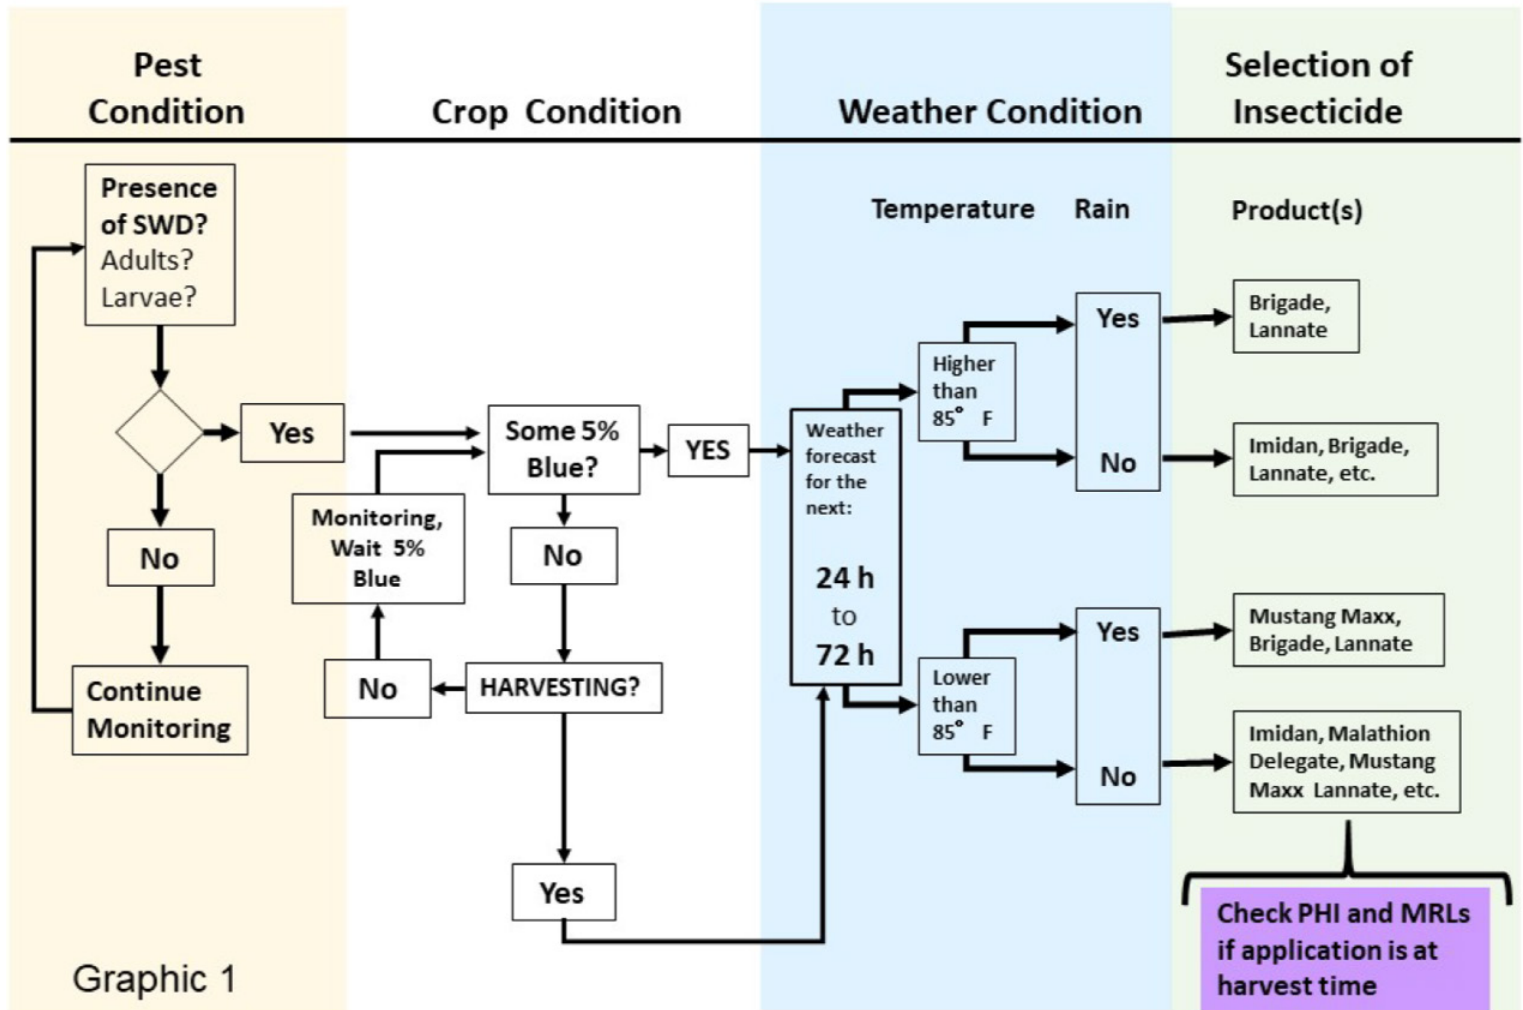 Pest
Condition
Crop  Condition
Weather Condition
Selection of
Insecticide
Presence
of SWD?
Adults?
Larvae?
Yes
No
Continue
Monitoring
Some 5%
Blue?
YES
No
Monitoring,
Wait 5%
Blue
HARVESTING?
No
Yes
Weather
forecast
for the
next:
24 h
to
72 h
Temperature
Rain
Product(s)
Higher
than
85° F
Yes
No
Brigade,
Lannate
Imidan, Brigade,
Lannate, etc.
Lower
than
85° F
Yes
No
Mustang Maxx,
Brigade, Lannate
Imidan, Malathion
Delegate, Mustang
Maxx Lannate, etc.
Check PHI and MRLs
if application is at
harvest time
Graphic 1